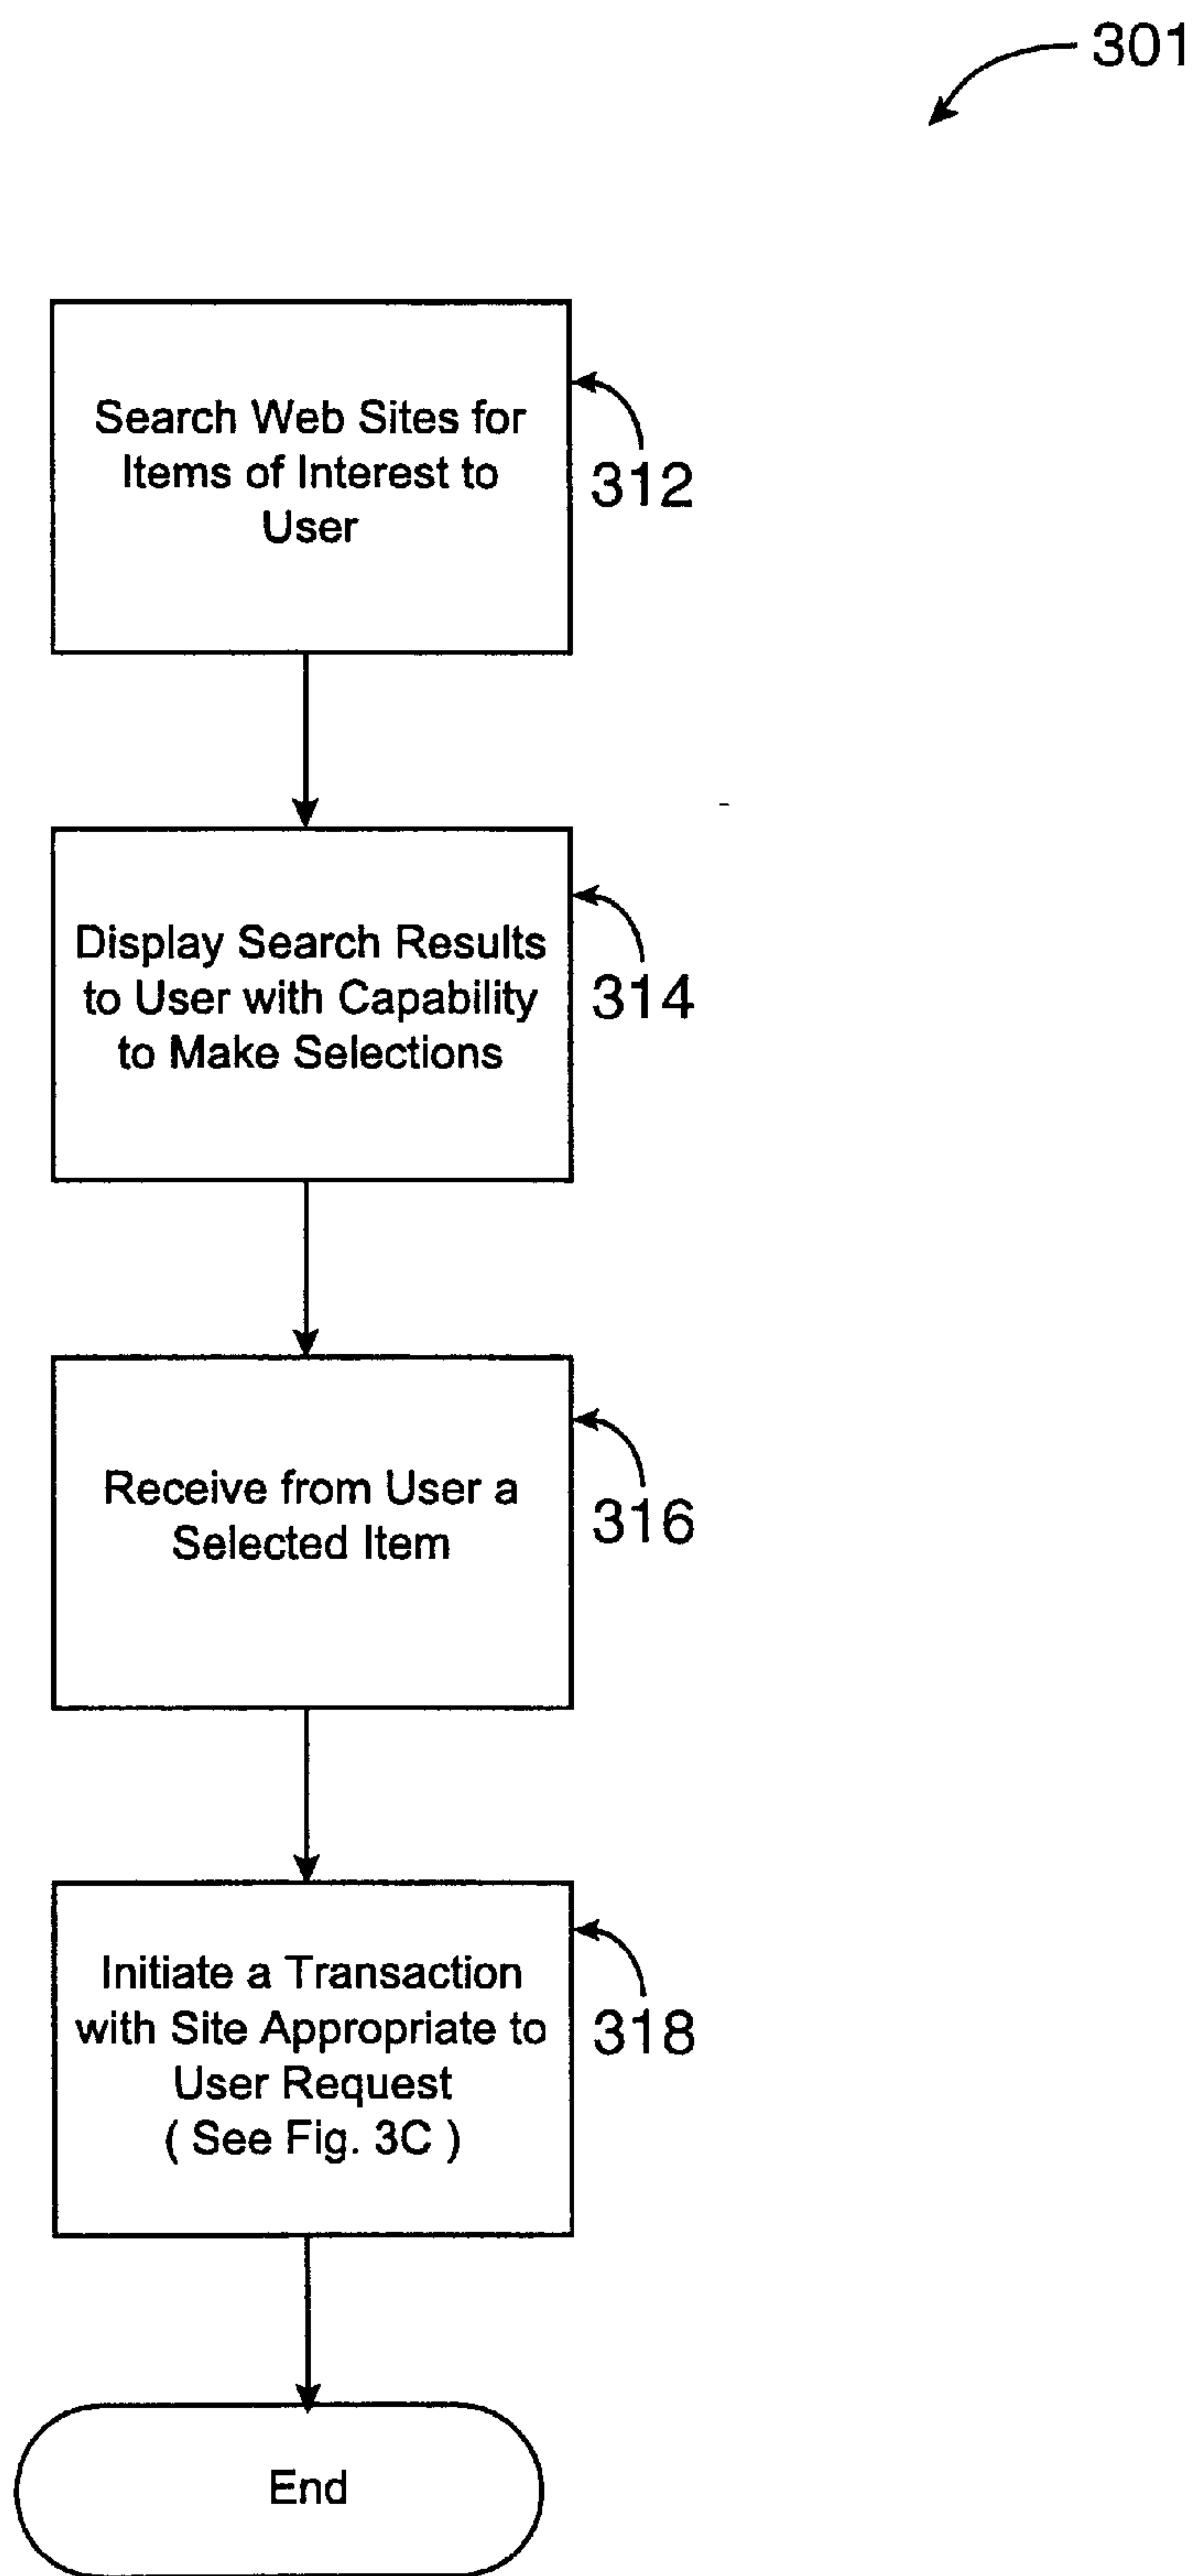 301
Search Web Sites for
Items of Interest to
User
312
Display Search Results
to User with Capability
to Make Selections
314
Receive from User a
Selected Item
316
Initiate a Transaction
with Site Appropriate to
User Request
( See Fig. 3C )
318
End